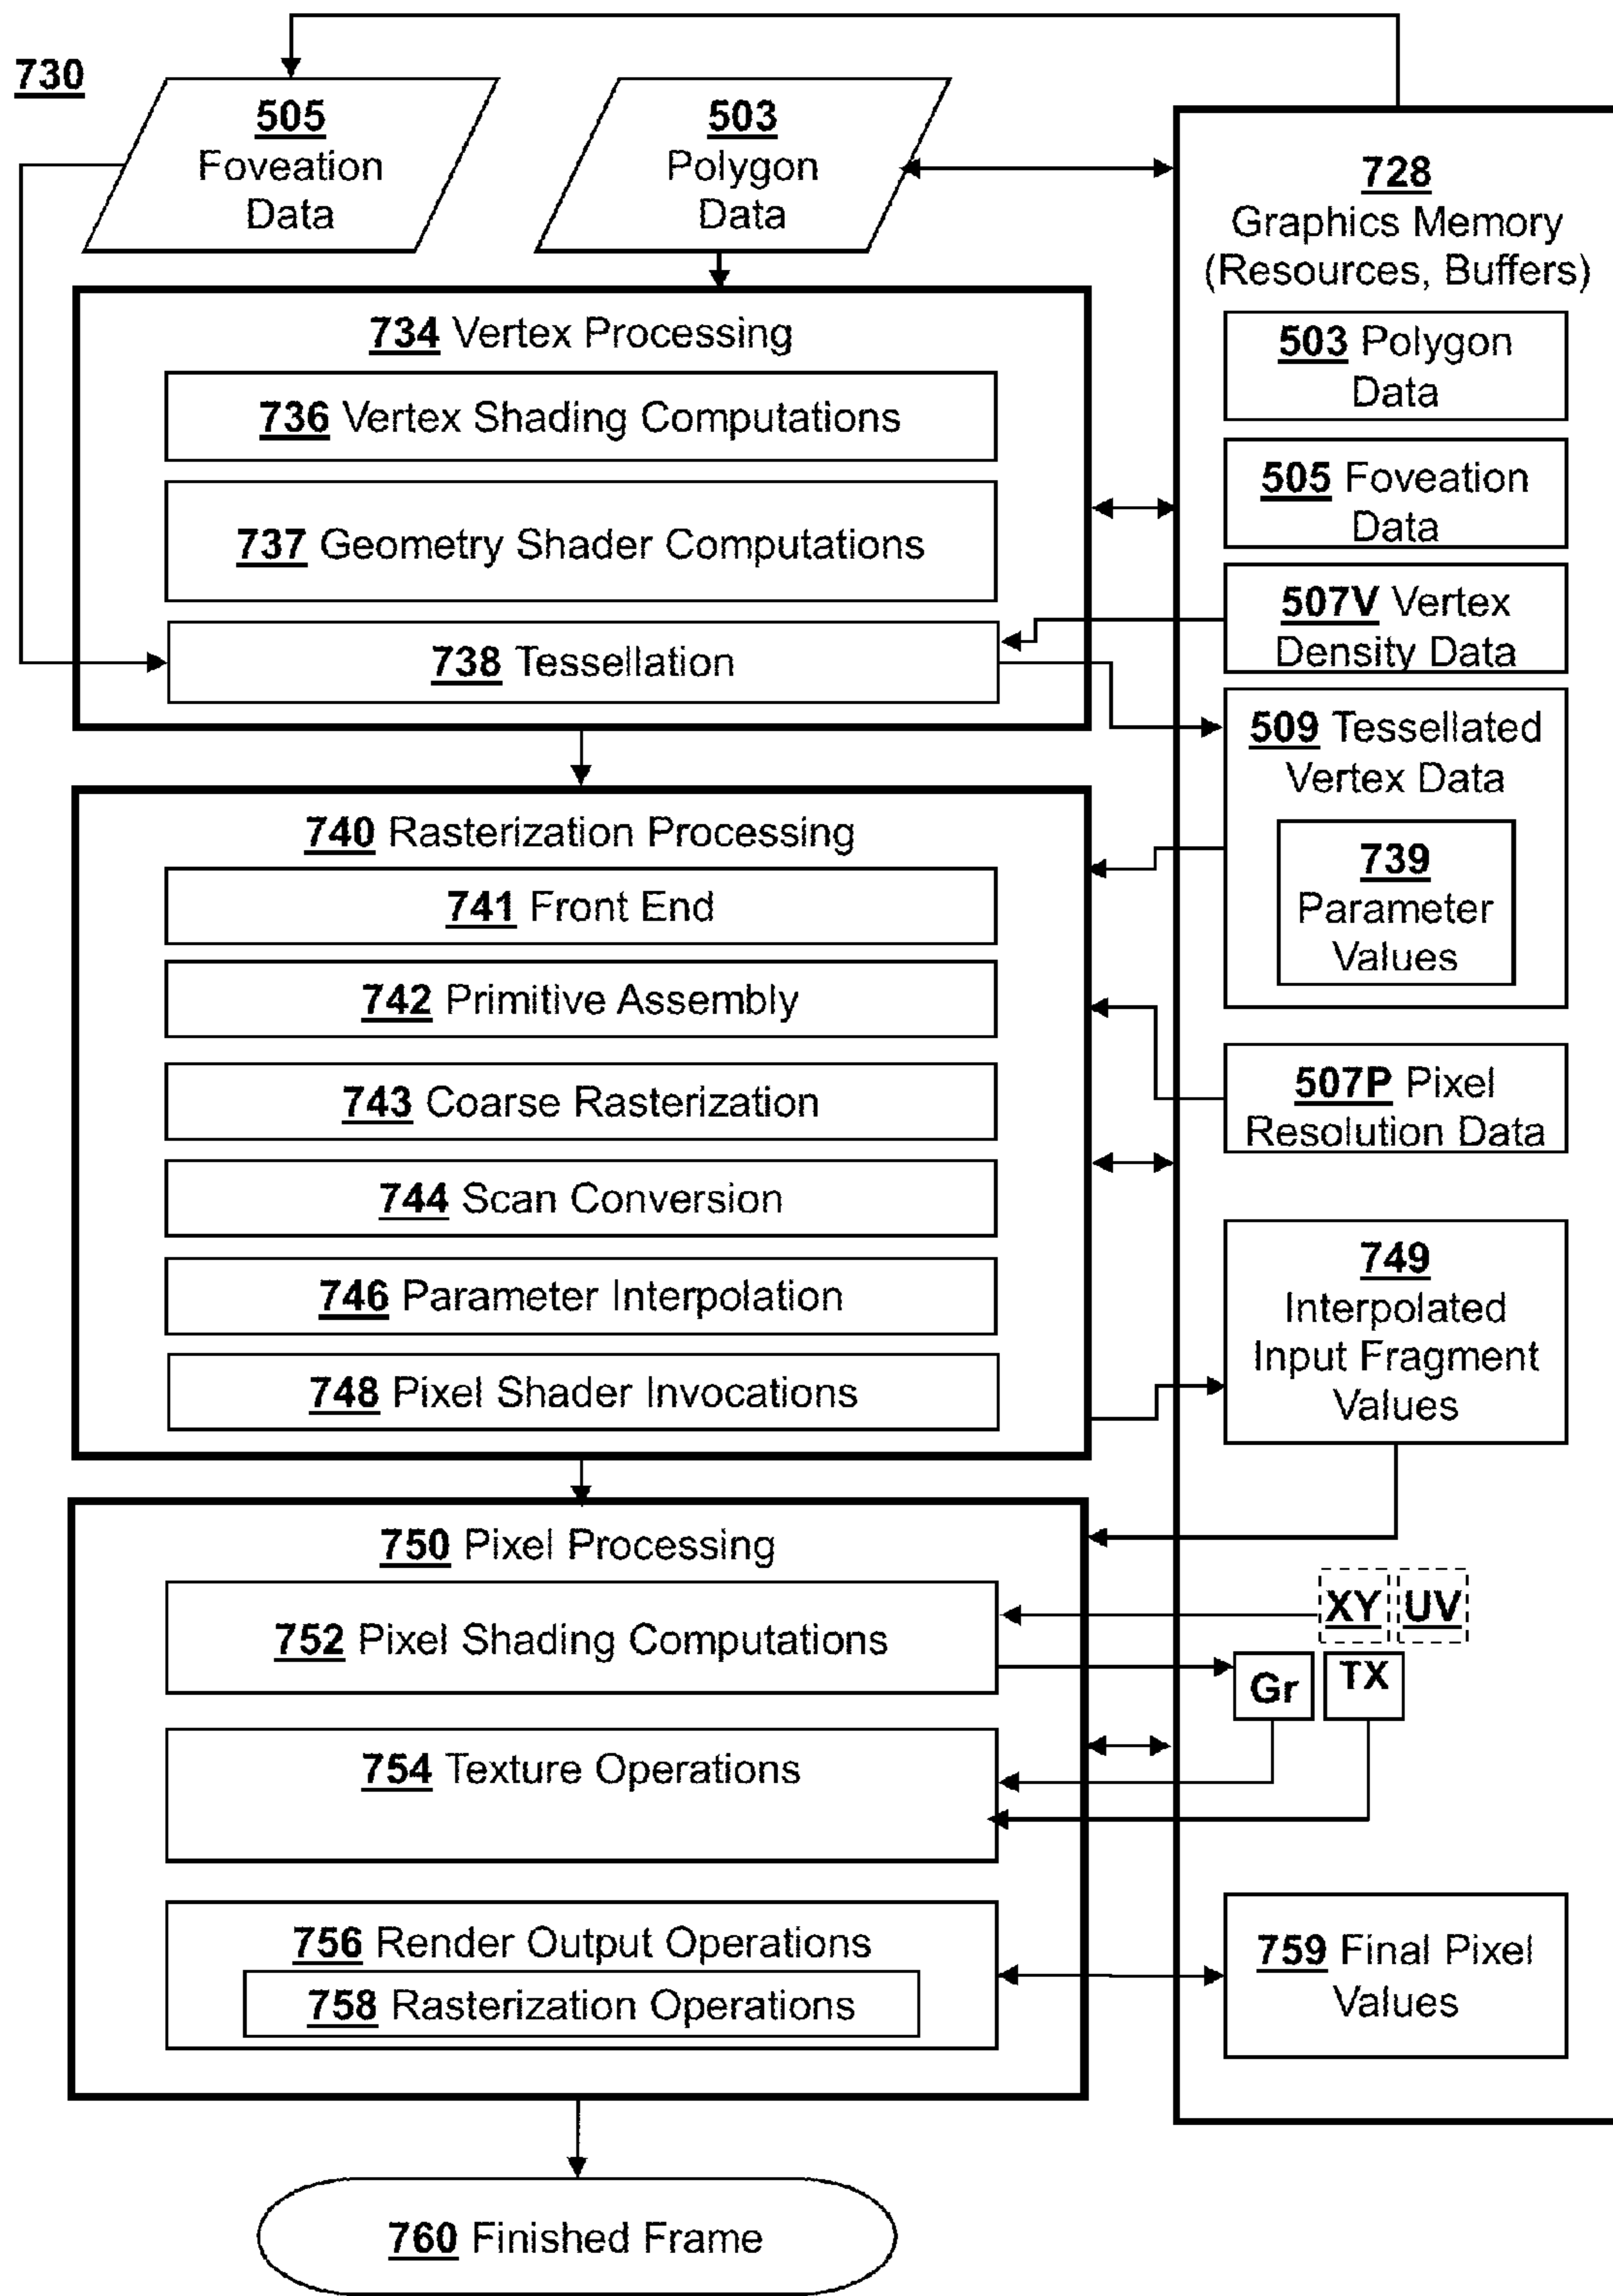 730
505
Foveation
Data
503
Polygon
Data
734 Vertex Processing
736 Vertex Shading Computations
737 Geometry Shader Computations
738 Tessellation
740 Rasterization Processing
741 Front End
742 Primitive Assembly
743 Coarse Rasterization
744 Scan Conversion
746 Parameter Interpolation
748 Pixel Shader Invocations
750 Pixel Processing
752 Pixel Shading Computations
754 Texture Operations
756 Render Output Operations
758 Rasterization Operations
760 Finished Frame
728
Graphics Memory
(Resources, Buffers)
503 Polygon
Data
505 Foveation
Data
507V Vertex
Density Data
509 Tessellated
Vertex Data
739
Parameter
Values
507P Pixel
Resolution Data
749
Interpolated
Input Fragment
Values
XY UV
Gr TX
759 Final Pixel
Values